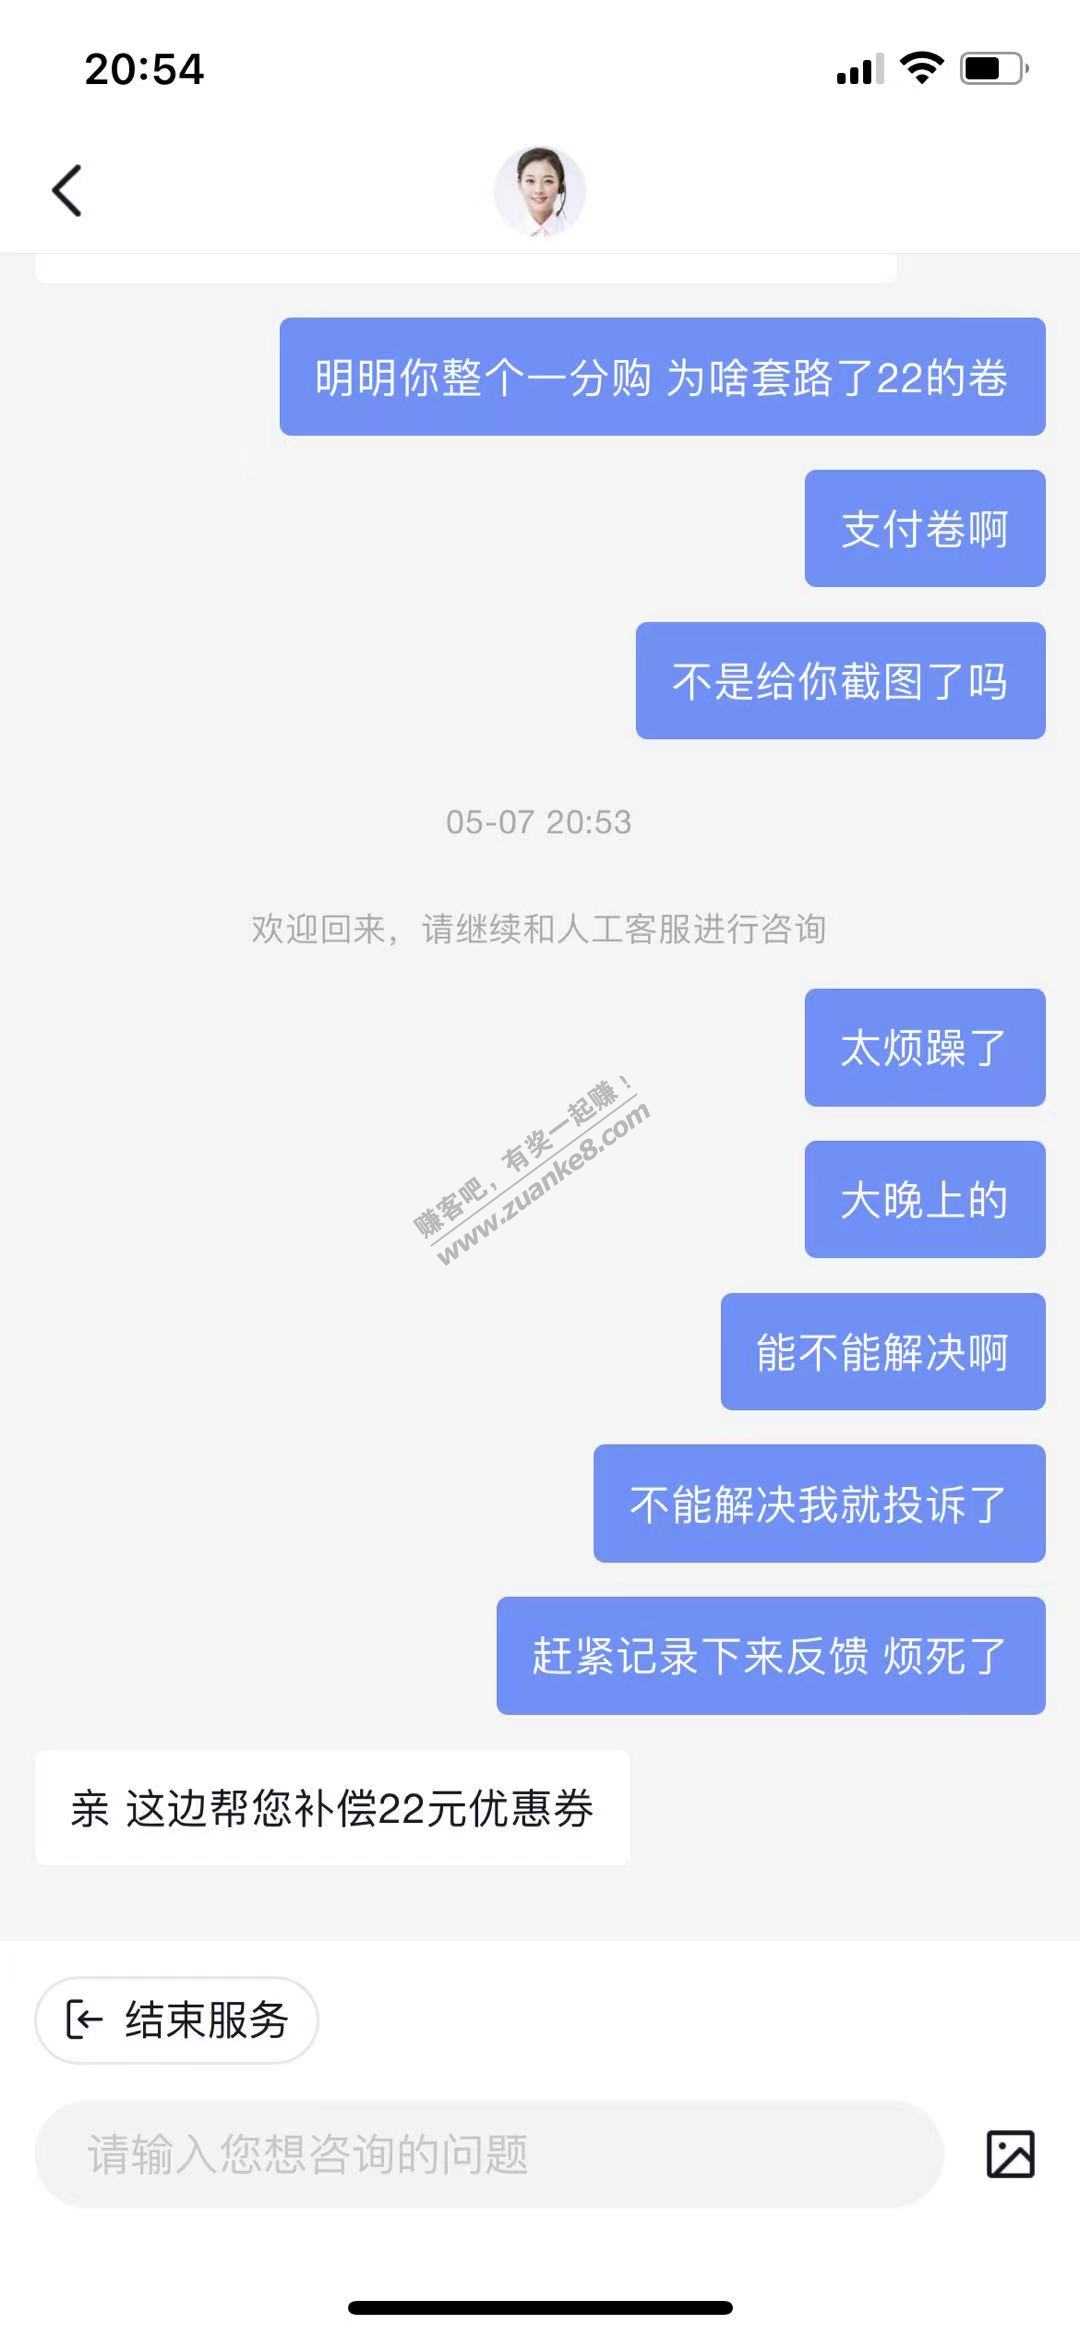 20:54
明明你整个一分购 为啥套路了22的卷
支付卷啊
不是给你截图了吗
05-07 20:53
欢迎回来，请继续和人工客服进行咨询
太烦躁了
大晚上的
赚客吧，有奖一起赚！
www.zuanke8.com
能不能解决啊
不能解决我就投诉了
赶紧记录下来反馈 烦死了
亲 这边帮您补偿22元优惠券
结束服务
请输入您想咨询的问题